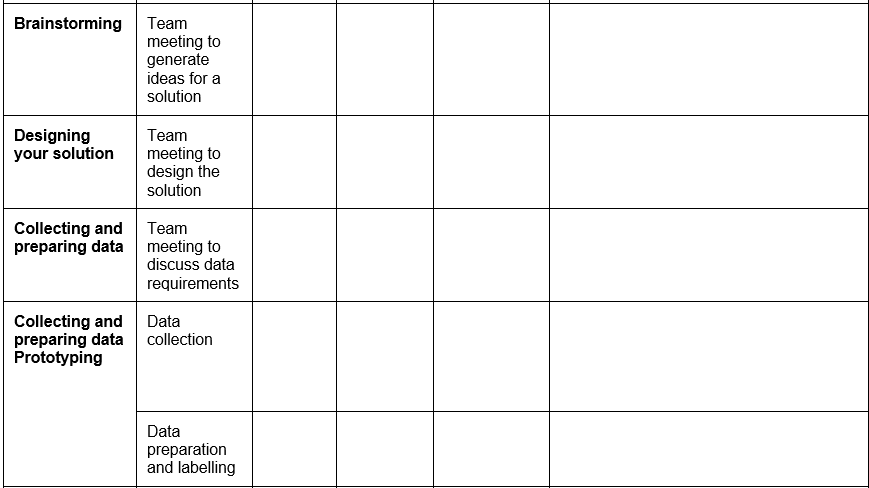 Brainstorming
Team
meeting to
generate
ideas for a
solution
Designing
your solution
Team
meeting to
design the
solution
Collecting and
preparing data
Team
meeting to
discuss data
requirements
Collecting and
preparing data
Prototyping
Data
collection
Data
preparation
and labelling